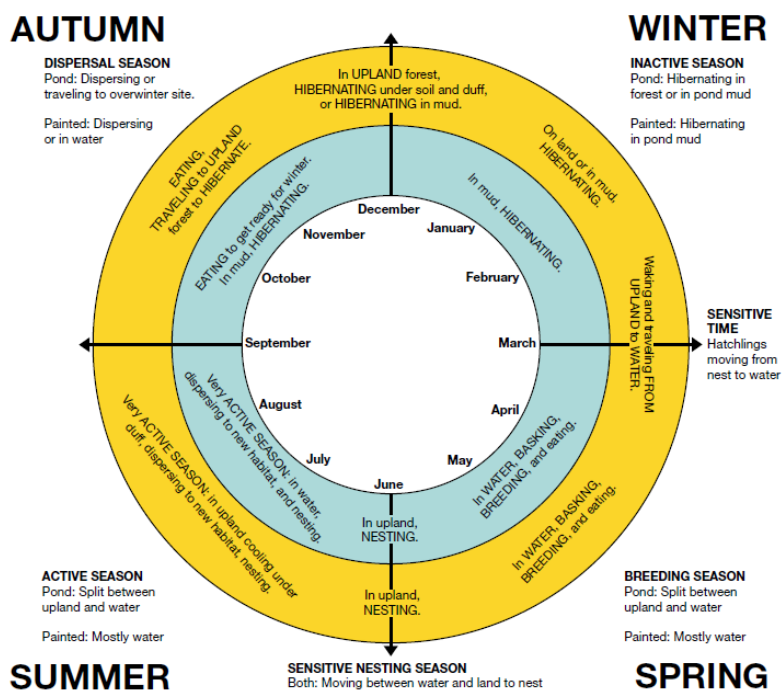 AUTUMN
DISPERSAL SEASON
Pond: Dispersing or
traveling to overwinter site.
Painted: Dispersing
or in water
WINTER
INACTIVE SEASON
Pond: Hibernating in
forest or in pond mud
Painted: Hibernating
in pond mud
In UPLAND forest,
HIBERNATING under soil and duff,
or HIBERNATING in mud.
EATING,
TRAVELING to UPLAND
forest to HIBERNATE.
On land or in mud,
HIBERNATING.
EATING to get ready for winter.
In mud, HIBERNATING.
In mud, HIBERNATING.
December
January
February
March
April
May
June
July
August
September
October
November
Waking and traveling FROM
UPLAND to WATER.
SENSITIVE
TIME
Hatchlings
moving from
nest to water
Very ACTIVE SEASON: in water,
dispersing to new habitat, and nesting.
Very ACTIVE SEASON: in upland cooling under
duff, dispersing to new habitat, nesting.
In WATER, BASKING,
BREEDING, and eating.
In WATER, BASKING,
BREEDING, and eating.
In upland,
NESTING.
In upland,
NESTING.
ACTIVE SEASON
Pond: Split between
upland and water
Painted: Mostly water
SUMMER
SENSITIVE NESTING SEASON
Both: Moving between water and land to nest
BREEDING SEASON
Pond: Split between
upland and water
Painted: Mostly water
SPRING